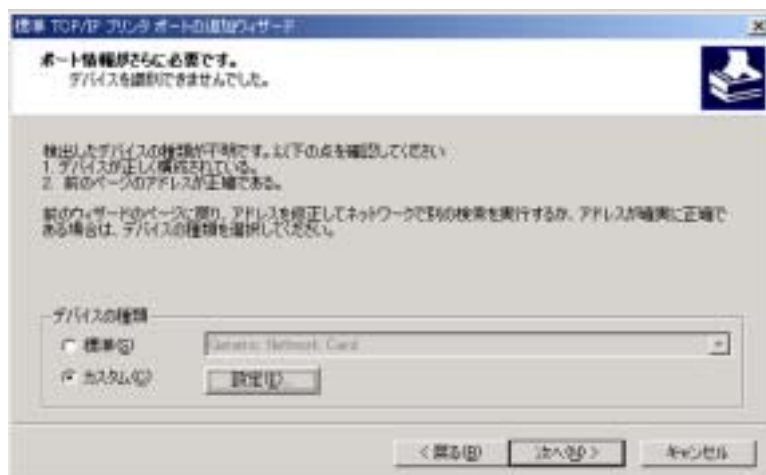 標準 TCP/IP プリンタ ポートの追加ウィザード
ポート情報がさらに必要です。
デバイスを識別できませんでした。
検出したデバイスの種類が不明です。以下の点を確認してください
1. デバイスが正しく構成されている。
2. 前のページのアドレスが正確である。
前のウィザードのページに戻り、アドレスを修正してネットワークで別の検索を実行するか、アドレスが確実に正確で
ある場合は、デバイスの種類を選択してください。
デバイスの種類
標準(S)
Generic Network Card
カスタム(C)
設定(E)...
< 戻る(B)
次へ(N) >
キャンセル